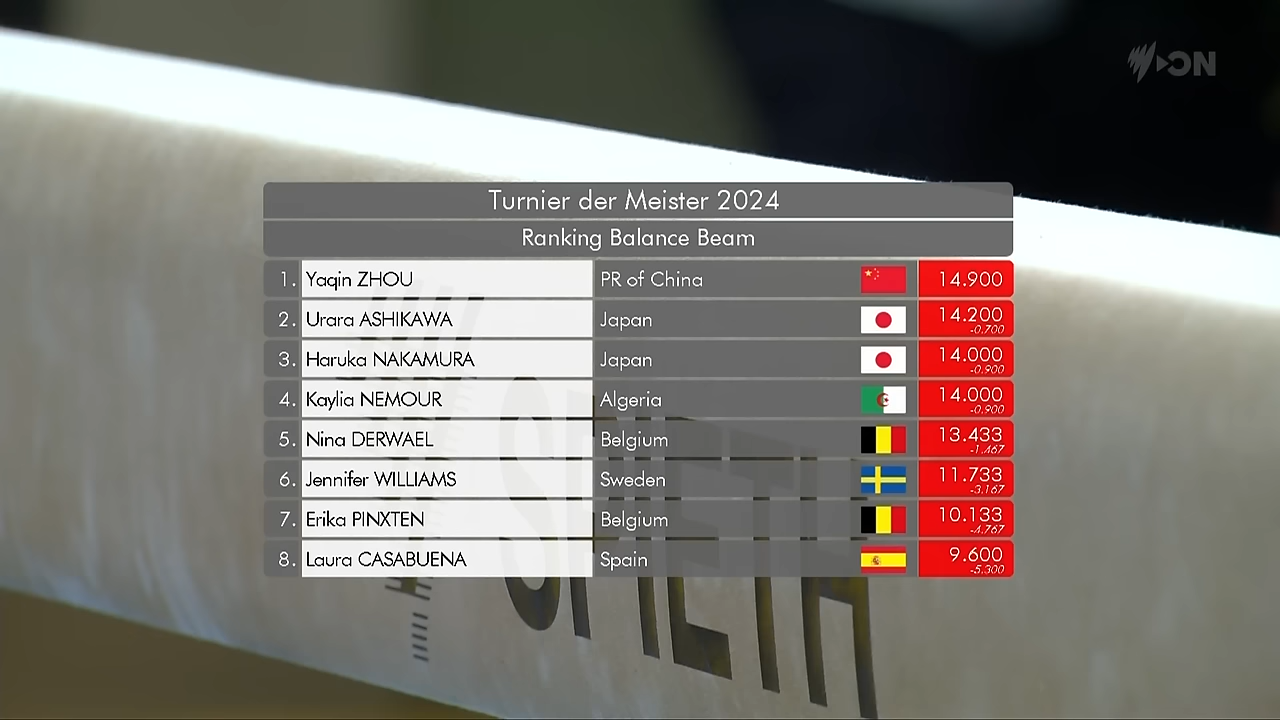 ON
Turnier der Meister 2024
Ranking Balance Beam
1. Yaqin ZHOU PR of China 14.900
2. Urara ASHIKAWA Japan 14.200 -0.700
3. Haruka NAKAMURA Japan 14.000 -0.900
4. Kaylia NEMOUR Algeria 14.000 -0.900
5. Nina DERWAEL Belgium 13.433 -1.467
6. Jennifer WILLIAMS Sweden 11.733 -3.167
7. Erika PINXTEN Belgium 10.133 -4.767
8. Laura CASABUENA Spain 9.600 -5.300
SPIETH